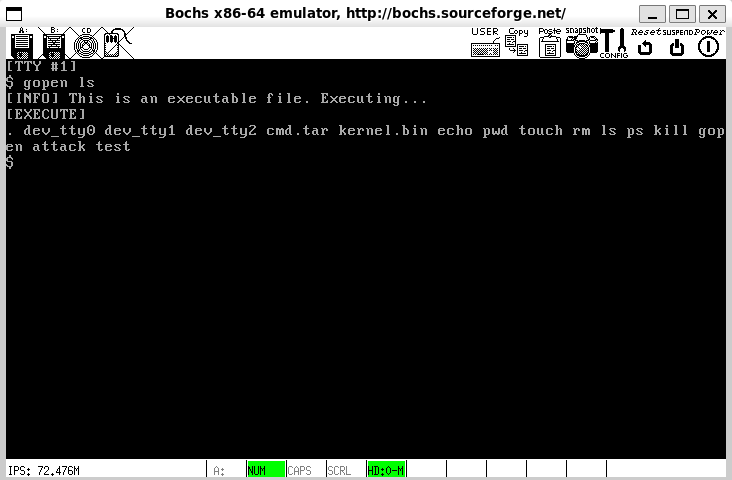 Bochs x86-64 emulator, http://bochs.sourceforge.net/
A: B: CD USER Copy Paste snapshot CONFIG Reset SUSPEND Power
[TTY #1]
$ gopen ls
[INFO] This is an executable file. Executing...
[EXECUTE]
. dev_tty0 dev_tty1 dev_tty2 cmd.tar kernel.bin echo pwd touch rm ls ps kill gop
en attack test
$
IPS: 72.476M A: NUM CAPS SCRL HD:0-M